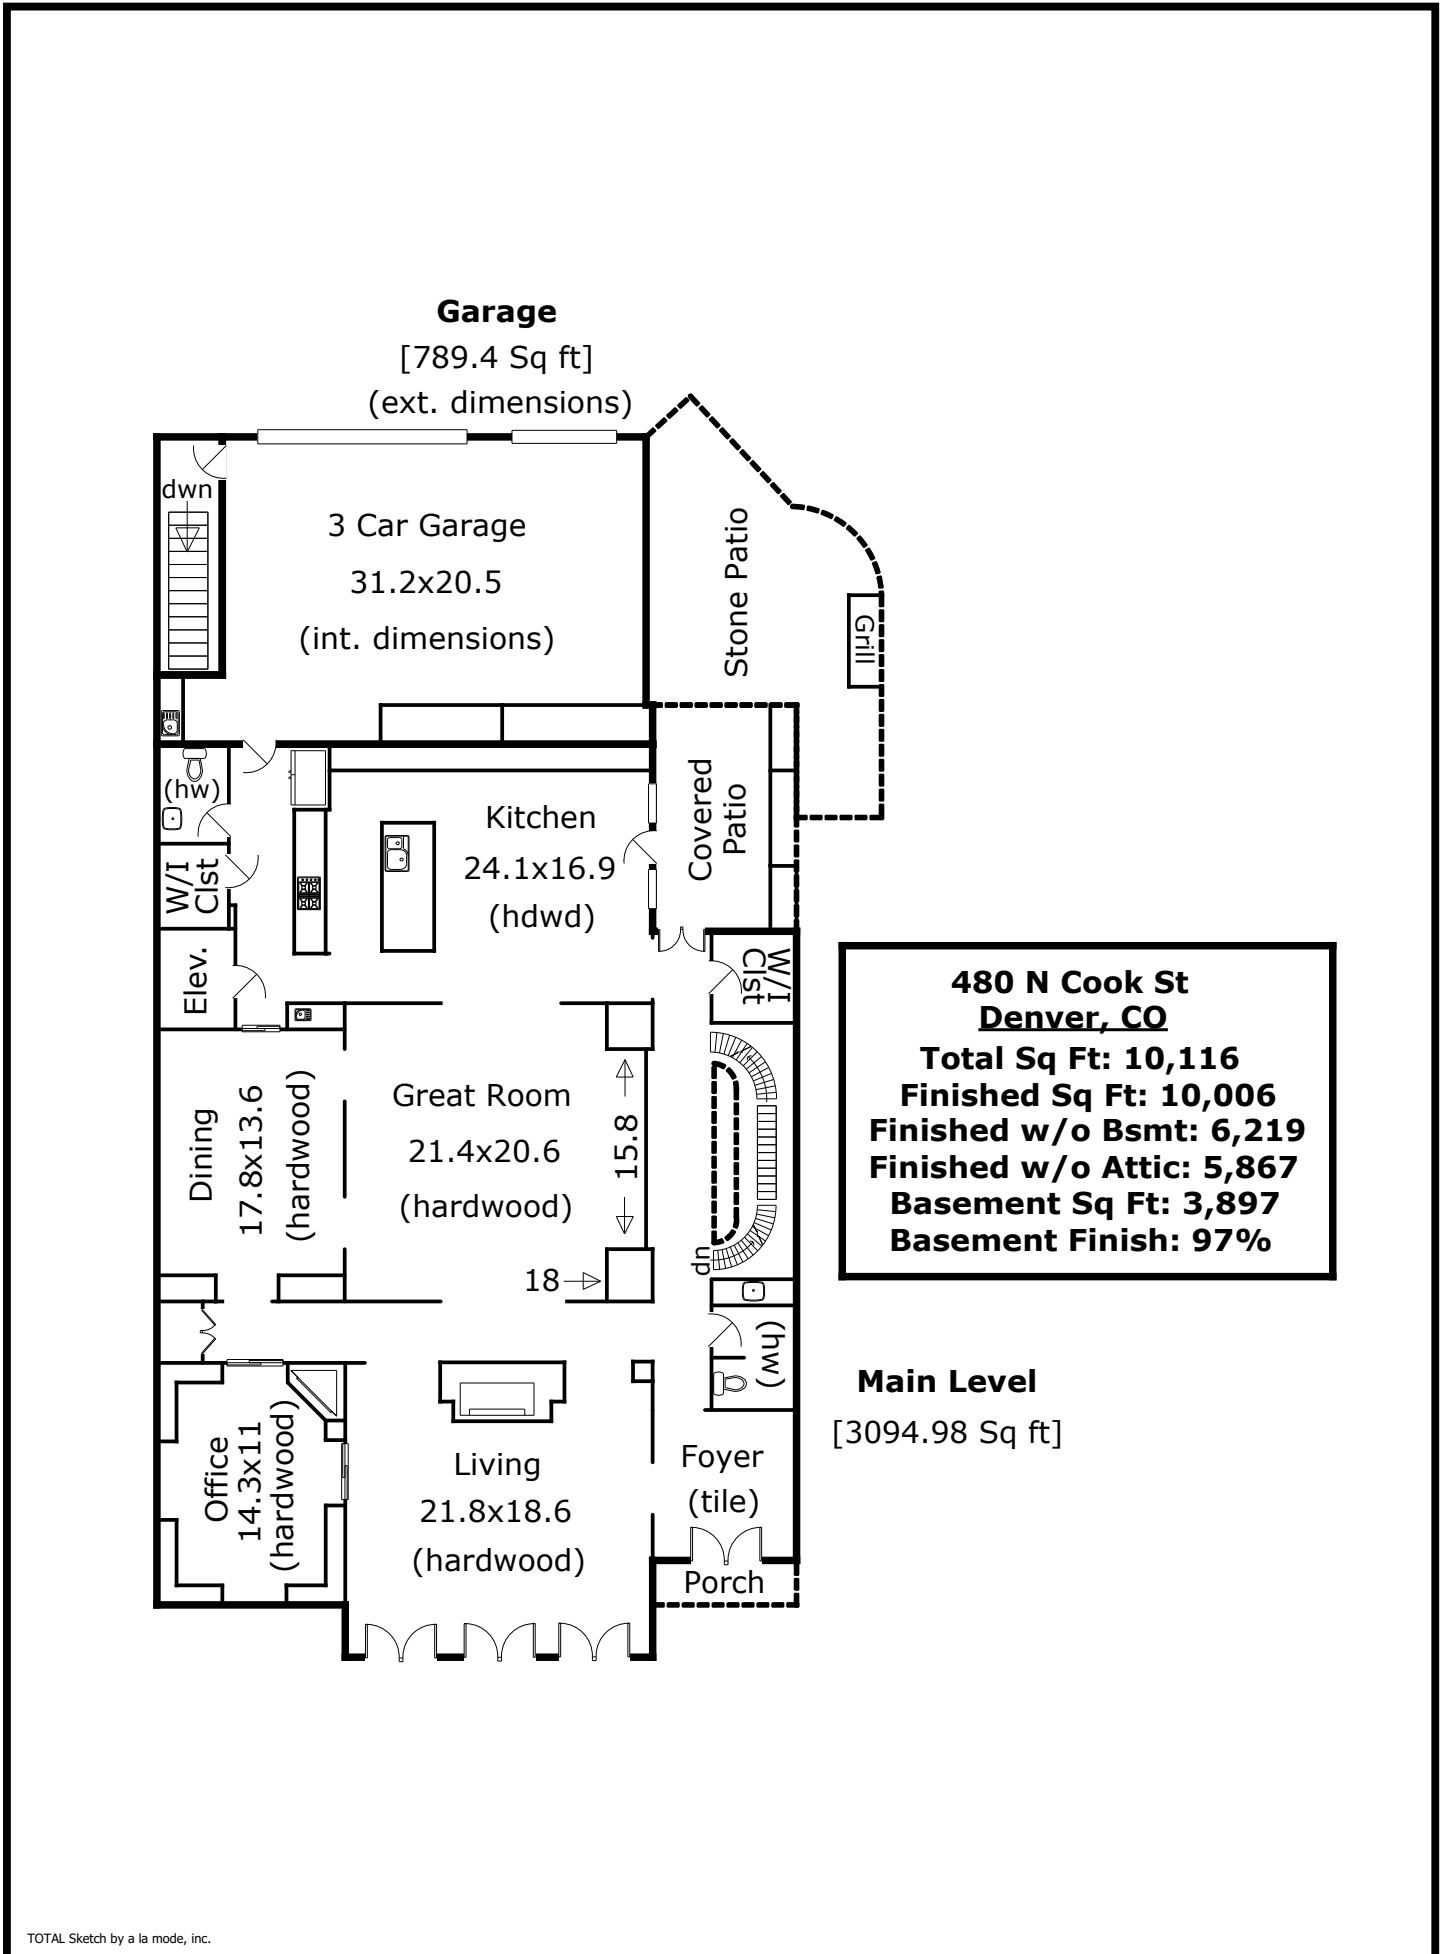 Garage
[789.4 Sq ft]
(ext. dimensions)
dwn
3 Car Garage
31.2x20.5
(int. dimensions)
Stone Patio
Grill
(hw)
W/I
Clst
Elev.
Kitchen
24.1x16.9
(hdwd)
Covered
Patio
W/I
Clst
Dining
17.8x13.6
(hardwood)
Great Room
21.4x20.6
(hardwood)
15.8
18
dn
(hw)
480 N Cook St
Denver, CO
Total Sq Ft: 10,116
Finished Sq Ft: 10,006
Finished w/o Bsmt: 6,219
Finished w/o Attic: 5,867
Basement Sq Ft: 3,897
Basement Finish: 97%
Main Level
[3094.98 Sq ft]
Office
14.3x11
(hardwood)
Living
21.8x18.6
(hardwood)
Foyer
(tile)
Porch
TOTAL Sketch by a la mode, inc.